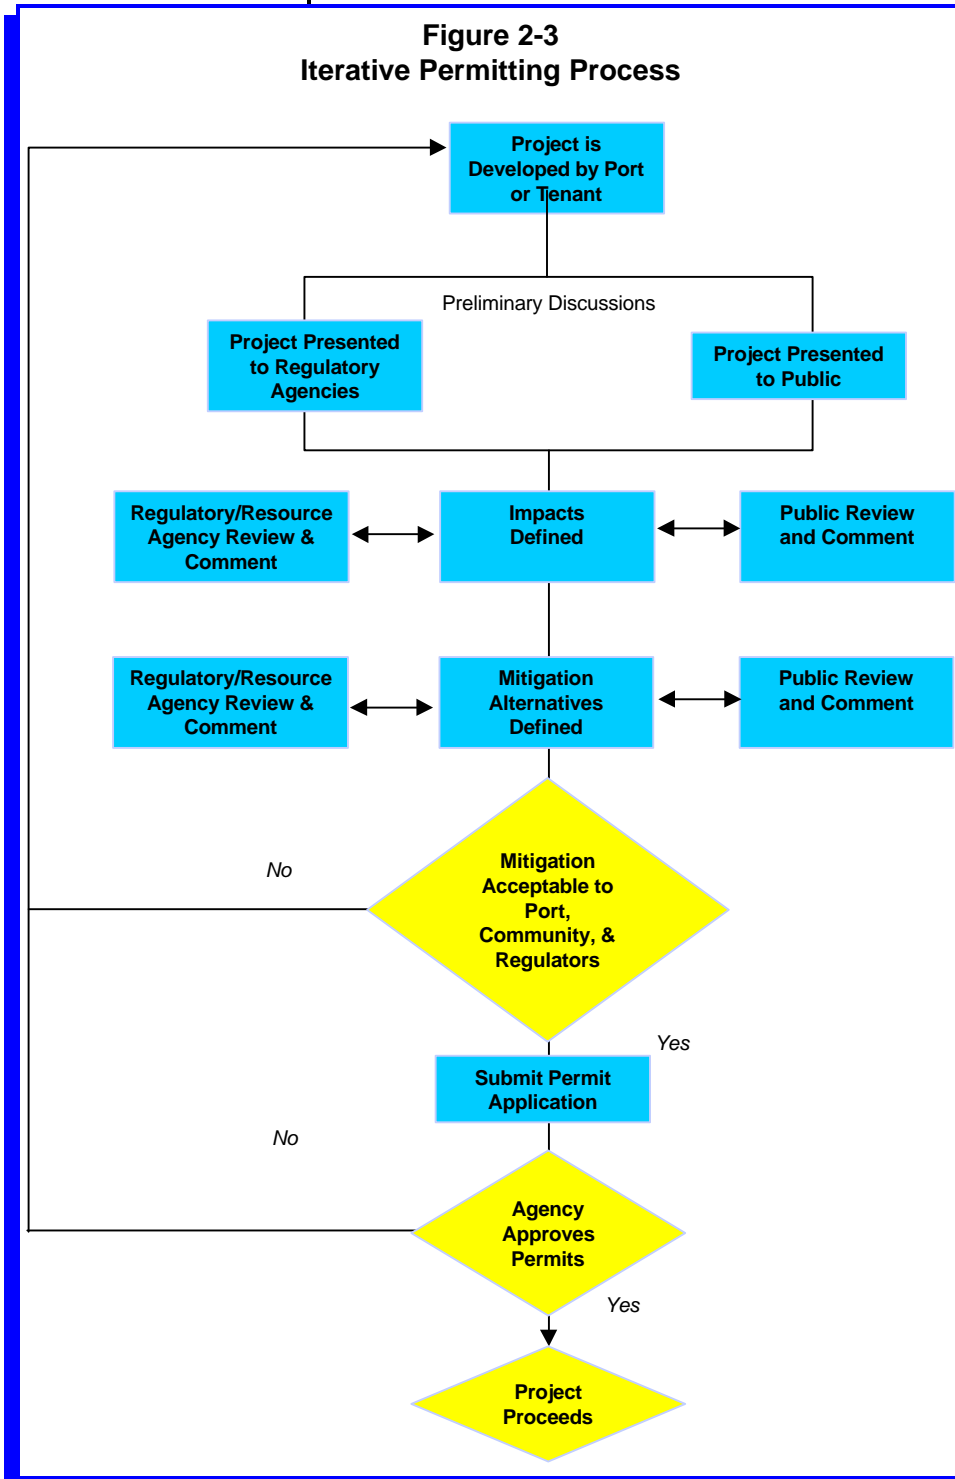 Figure 2-3
Iterative Permitting Process
Project is
Developed by Port
or Tenant
Preliminary Discussions
Project Presented
to Regulatory
Agencies
Project Presented
to Public
Regulatory/Resource
Agency Review &
Comment
Impacts
Defined
Public Review
and Comment
Regulatory/Resource
Agency Review &
Comment
Mitigation
Alternatives
Defined
Public Review
and Comment
No
Mitigation
Acceptable to
Port,
Community, &
Regulators
Yes
Submit Permit
Application
No
Agency
Approves
Permits
Yes
Project
Proceeds